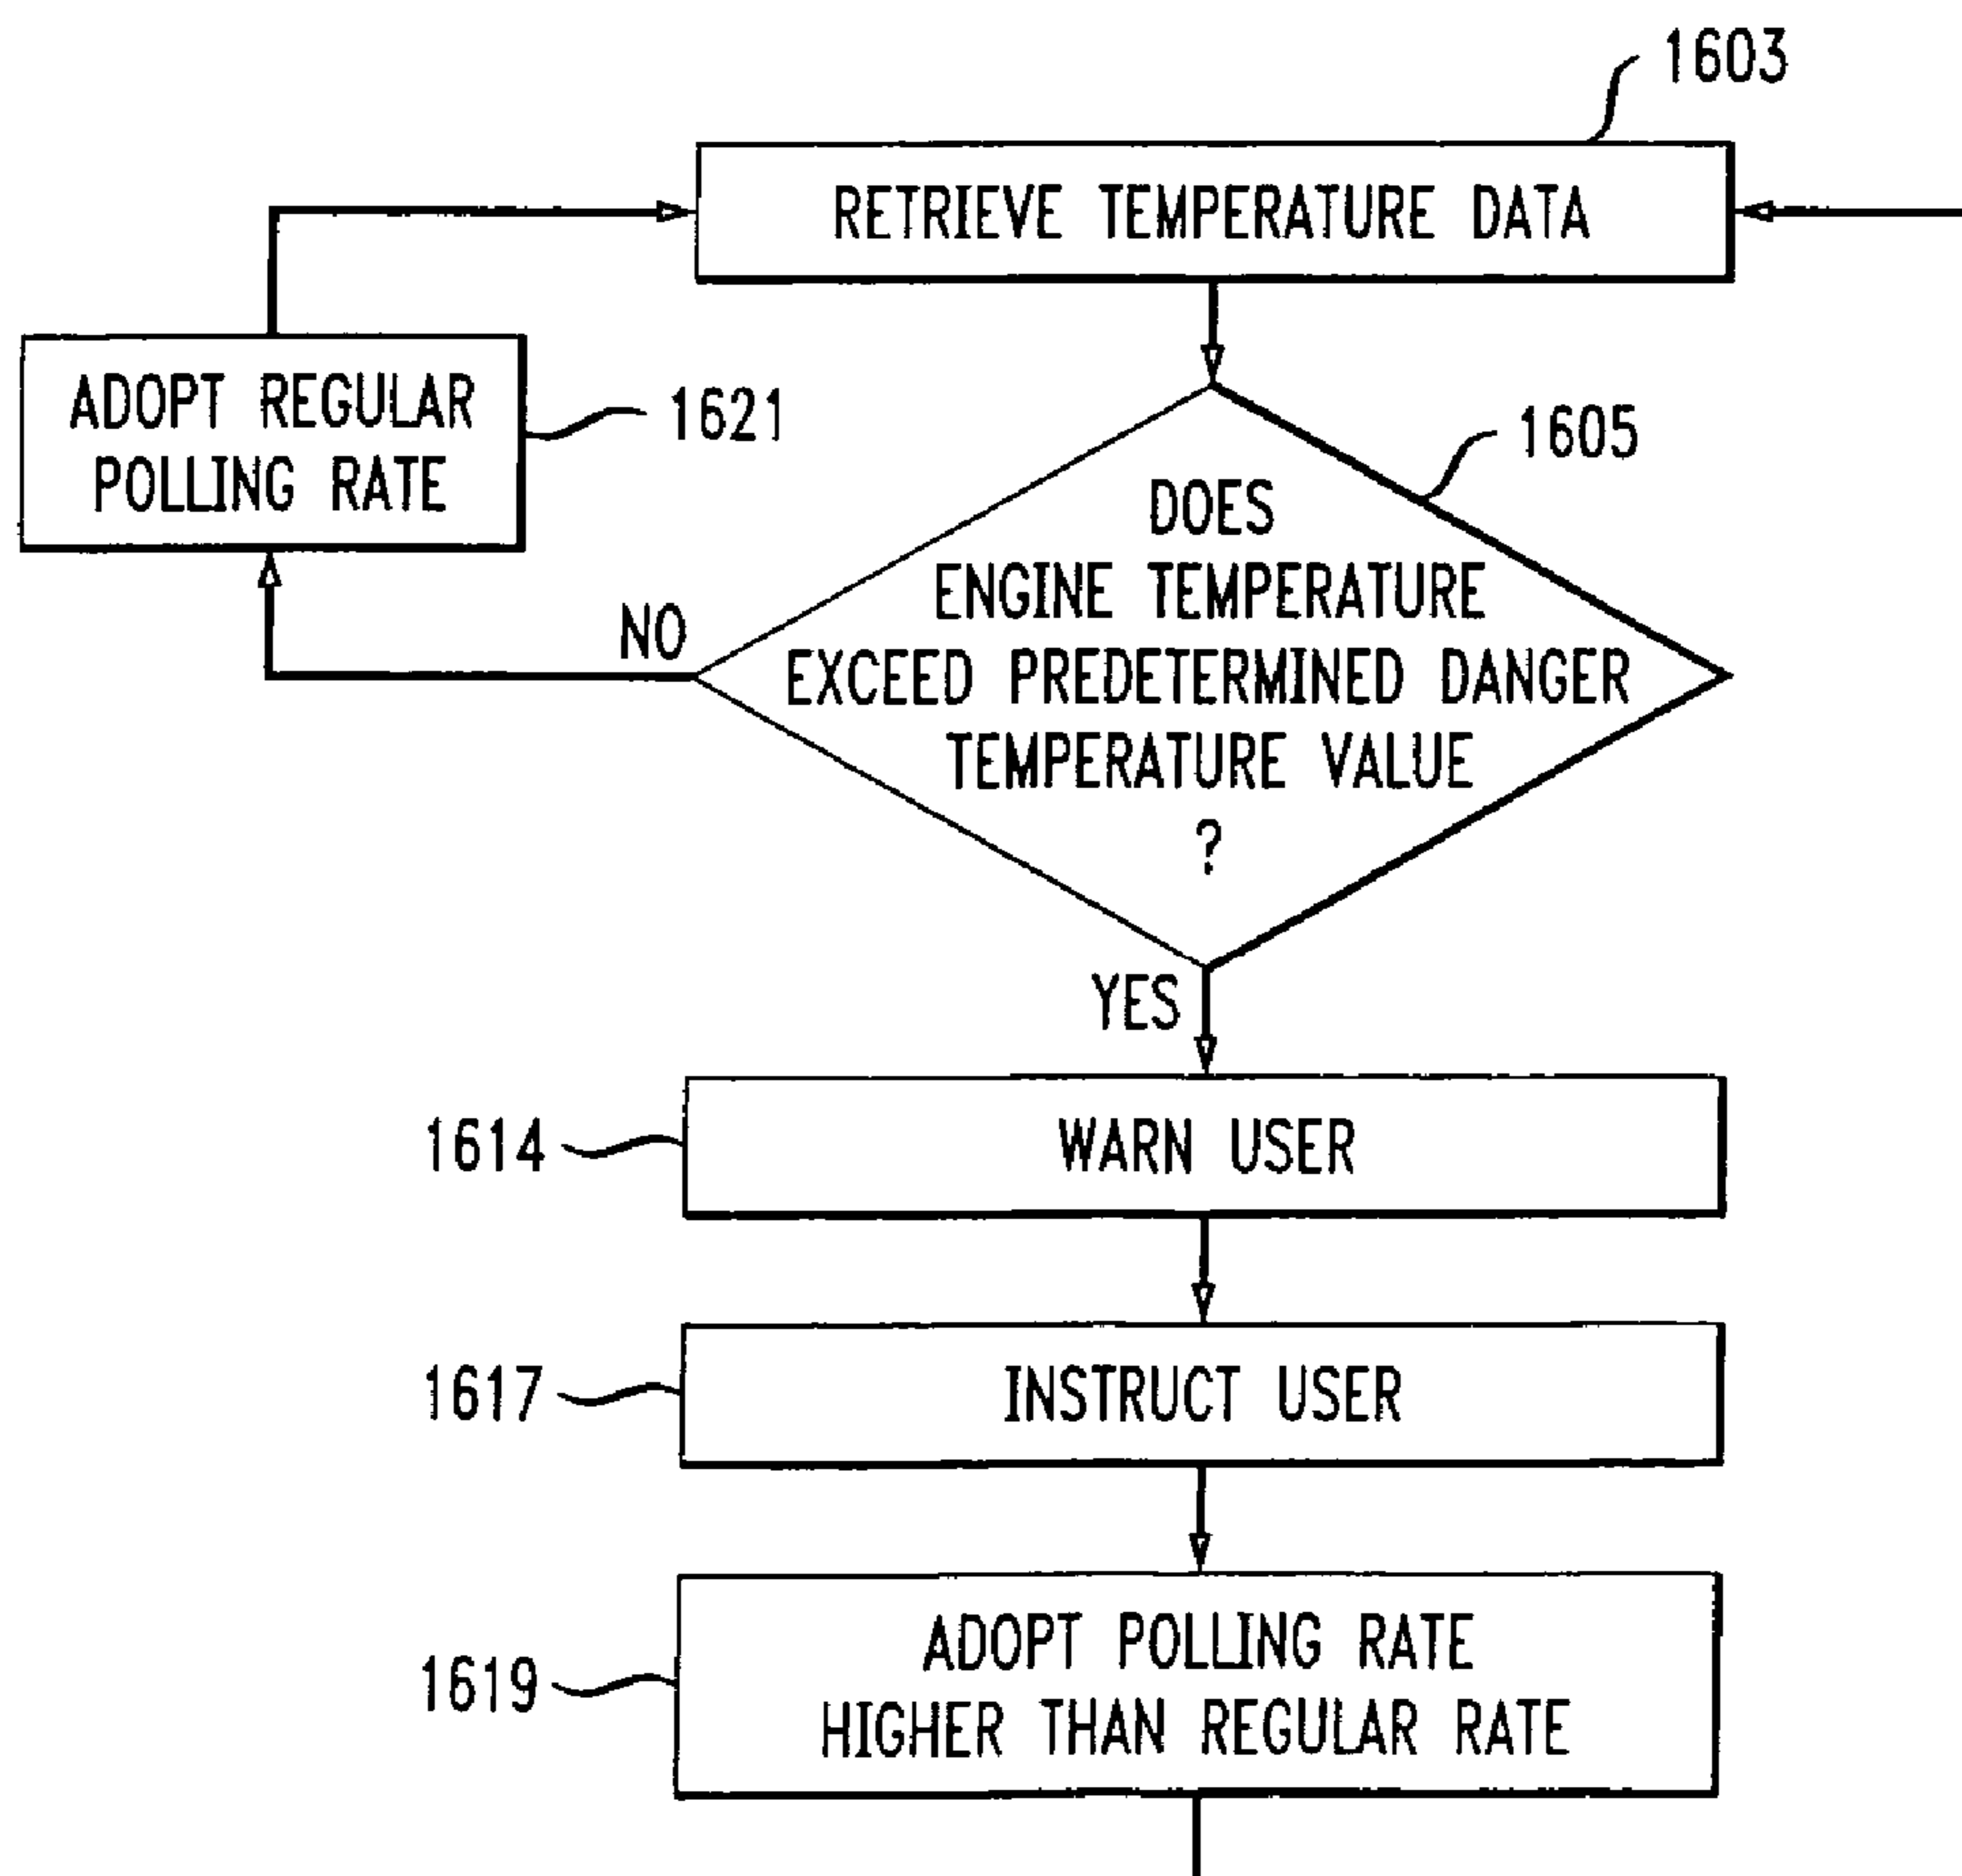 1603
RETRIEVE TEMPERATURE DATA
ADOPT REGULAR
POLLING RATE
1621
1605
DOES
ENGINE TEMPERATURE
EXCEED PREDETERMINED DANGER
TEMPERATURE VALUE
?
NO
YES
1614
WARN USER
1617
INSTRUCT USER
1619
ADOPT POLLING RATE
HIGHER THAN REGULAR RATE